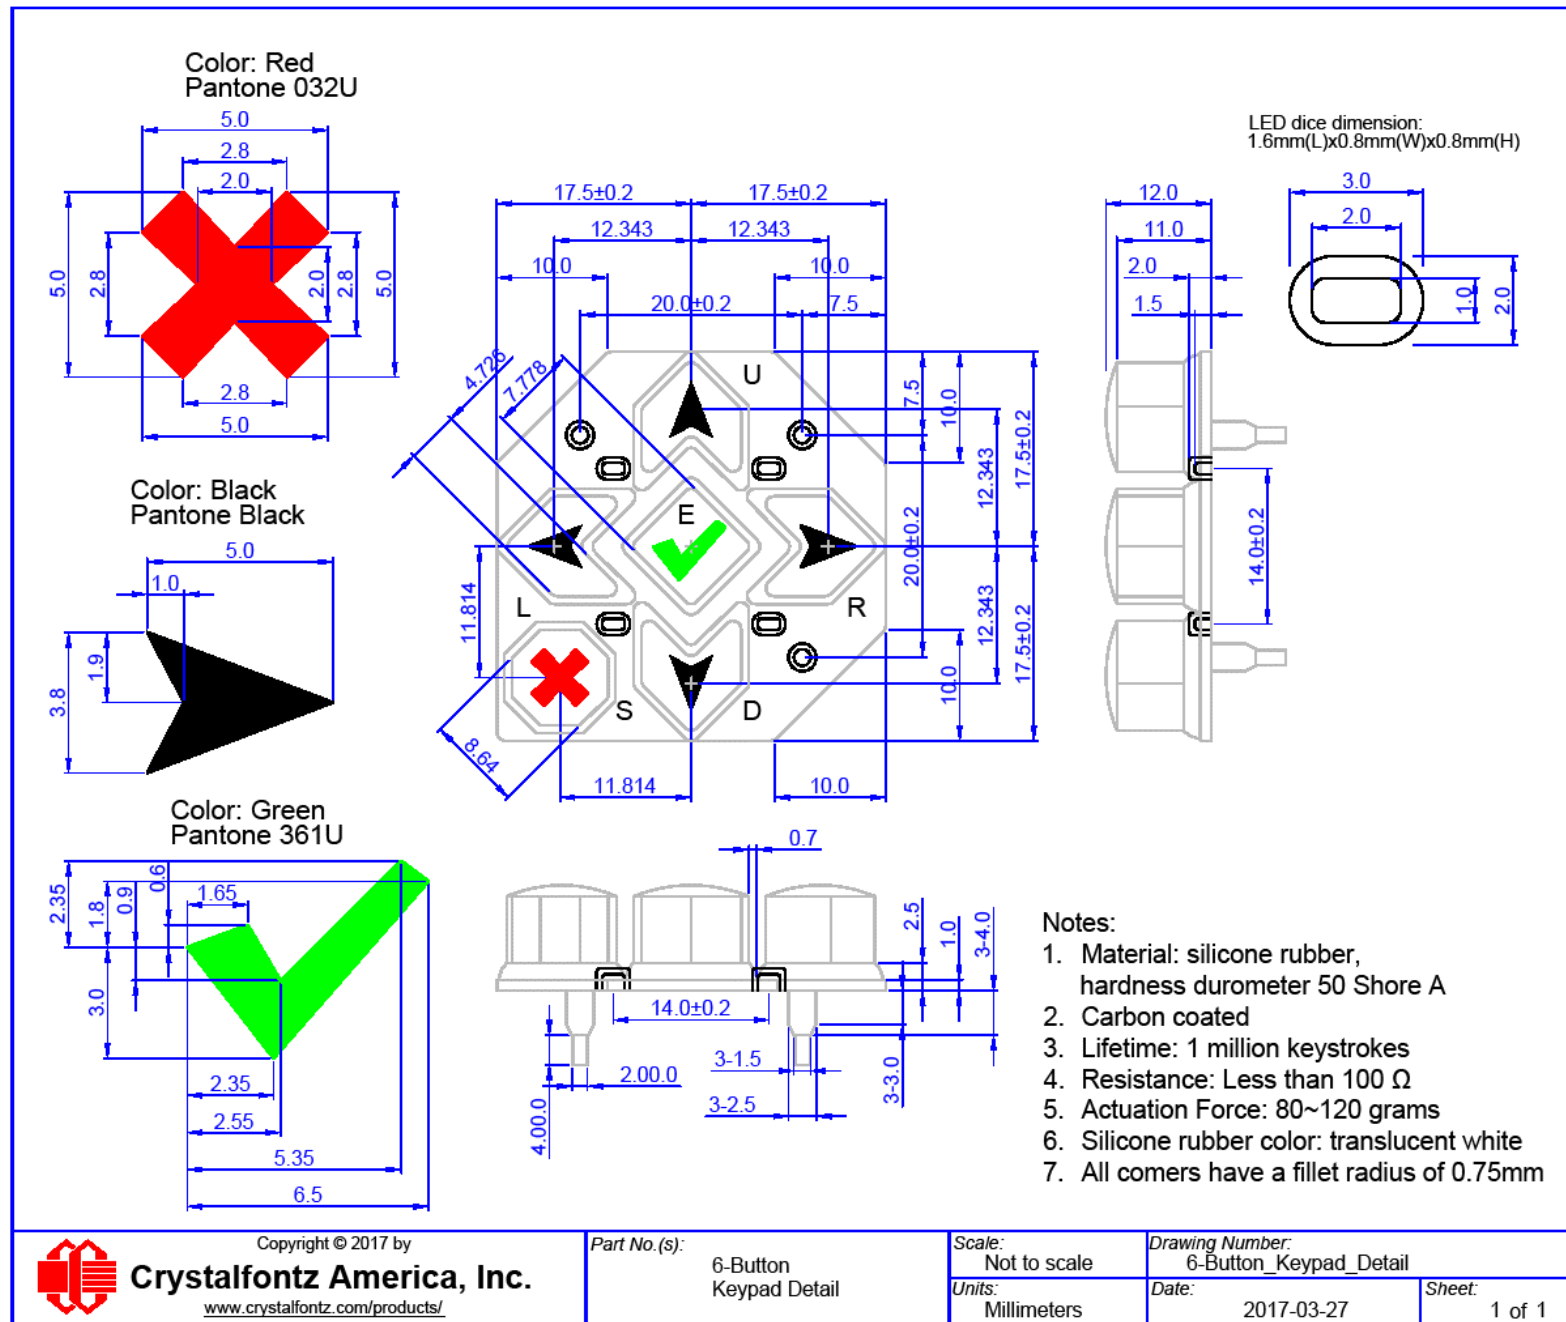 Color: Red
Pantone 032U
5.0
2.8
2.0
5.0
2.8
2.0
2.8
5.0
2.8
5.0
Color: Black
Pantone Black
5.0
1.0
1.9
3.8
Color: Green
Pantone 361U
2.35
1.8
0.9
0.6
1.65
3.0
2.35
2.55
5.35
6.5
17.5±0.2
17.5±0.2
12.343
12.343
10.0
10.0
20.0±0.2
7.5
4.726
7.778
U
7.5
10.0
12.343
17.5±0.2
E
20.0±0.2
L
R
11.814
12.343
17.5±0.2
10.0
S
D
8.64
11.814
10.0
12.0
11.0
2.0
1.5
14.0±0.2
LED dice dimension:
1.6mm(L)x0.8mm(W)x0.8mm(H)
3.0
2.0
1.0
2.0
0.7
2.5
1.0
3-4.0
14.0±0.2
3-1.5
2.00.0
3-2.5
3-3.0
4.00.0
Notes:
1. Material: silicone rubber,
hardness durometer 50 Shore A
2. Carbon coated
3. Lifetime: 1 million keystrokes
4. Resistance: Less than 100 Ω
5. Actuation Force: 80~120 grams
6. Silicone rubber color: translucent white
7. All comers have a fillet radius of 0.75mm
Copyright © 2017 by
Crystalfontz America, Inc.
www.crystalfontz.com/products/
Part No.(s):
6-Button
Keypad Detail
Scale:
Not to scale
Drawing Number:
6-Button_Keypad_Detail
Units:
Millimeters
Date:
2017-03-27
Sheet:
1 of 1